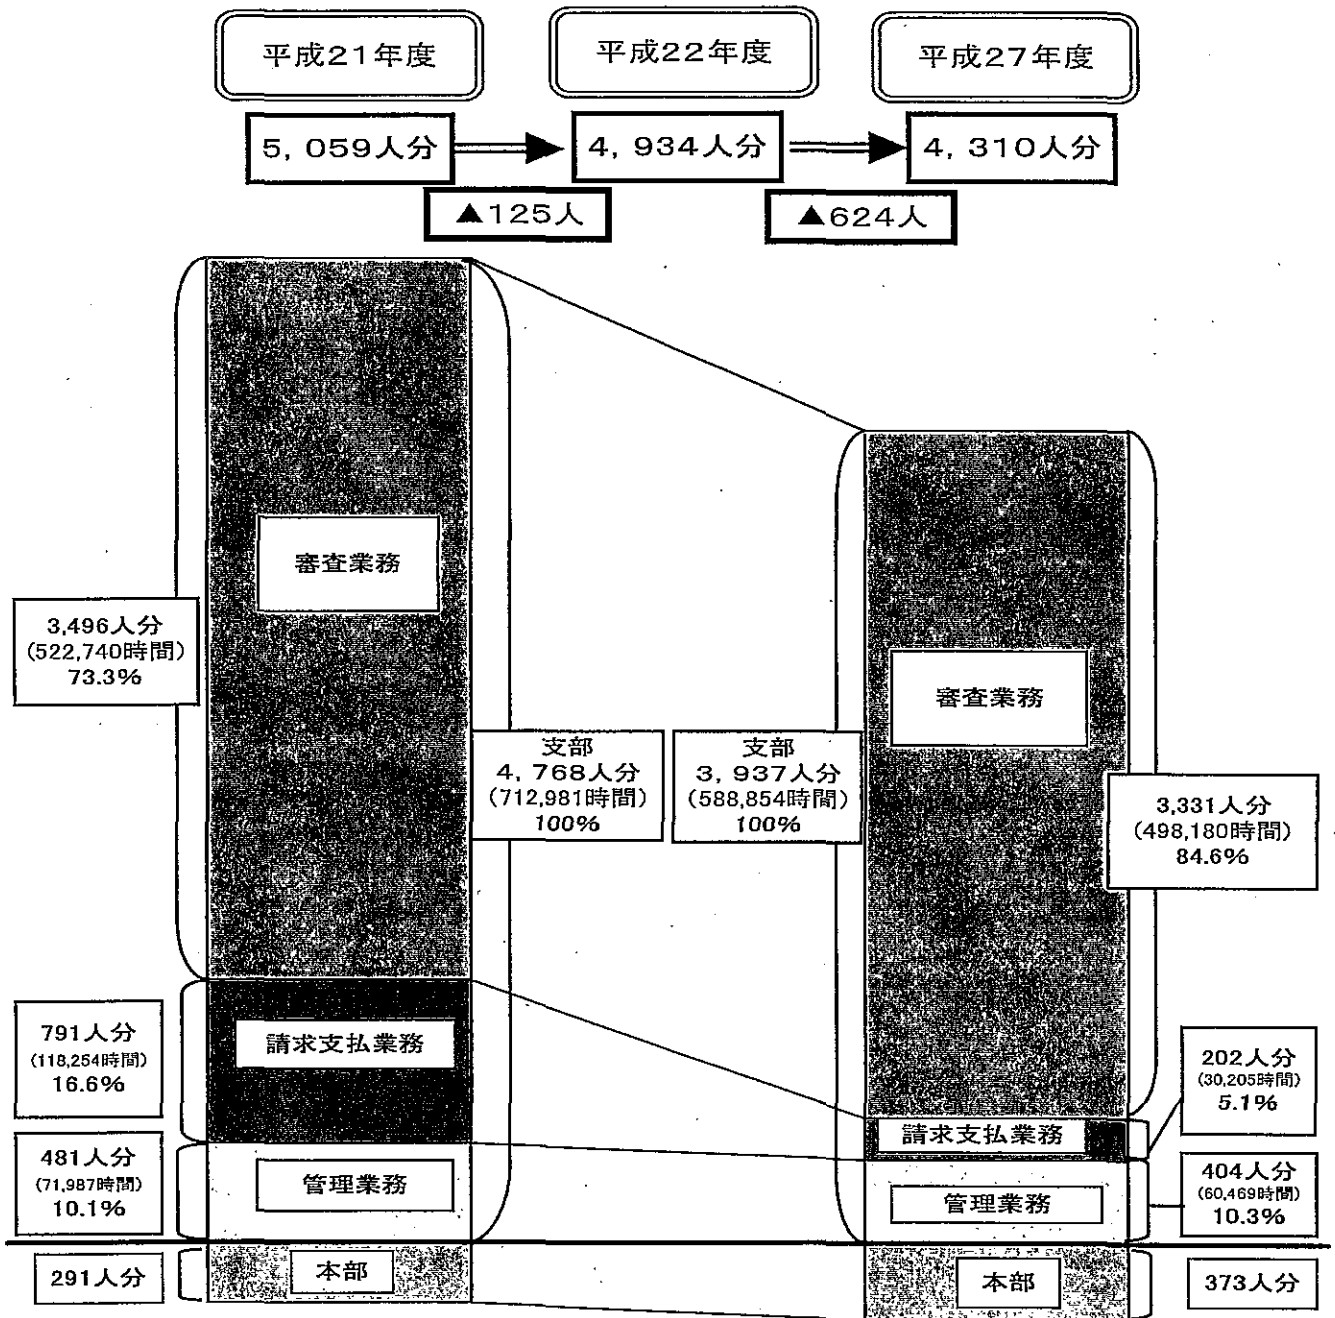 平成21年度
平成22年度
平成27年度
5,059人分
4,934人分
4,310人分
▲125人
▲624人
審査業務
3,496人分
(522,740時間)
73.3%
審査業務
支部
4,768人分
(712,981時間)
100%
支部
3,937人分
(588,854時間)
100%
3,331人分
(498,180時間)
84.6%
791人分
(118,254時間)
16.6%
請求支払業務
202人分
(30,205時間)
5.1%
請求支払業務
481人分
(71,987時間)
10.1%
管理業務
管理業務
404人分
(60,469時間)
10.3%
291人分
本部
本部
373人分